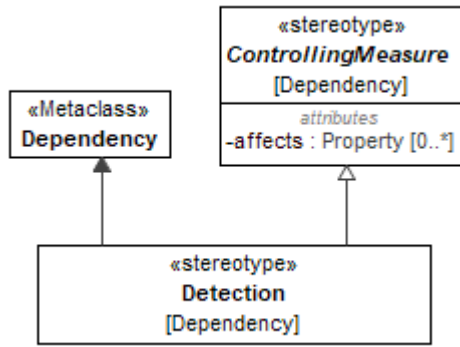 «stereotype»
ControllingMeasure
[Dependency]
attributes
-affects : Property [0..*]
«Metaclass»
Dependency
«stereotype»
Detection
[Dependency]